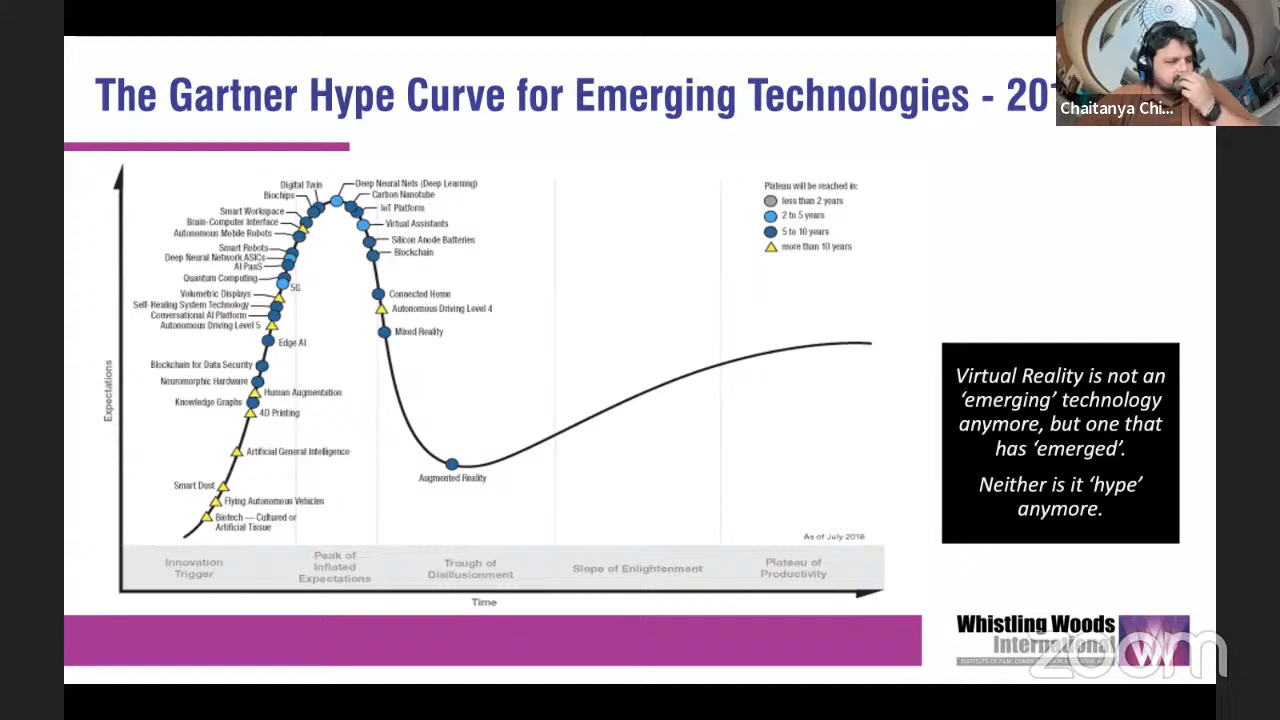 The Gartner Hype Curve for Emerging Technologies - 201
Chaitanya Chi...
Digital Twin
Deep Neural Nets (Deep Learning)
Biochips
Carbon Nanotube
Smart Workspace
IoT Platform
Brain-Computer Interface
Virtual Assistants
Autonomous Mobile Robots
Silicon Anode Batteries
Smart Robots
Blockchain
Deep Neural Network ASICs
AI PaaS
Quantum Computing
5G
Volumetric Displays
Connected Home
Self-Healing System Technology
Autonomous Driving Level 4
Conversational AI Platform
Autonomous Driving Level 5
Mixed Reality
Edge AI
Blockchain for Data Security
Neuromorphic Hardware
Human Augmentation
Knowledge Graphs
4D Printing
Artificial General Intelligence
Augmented Reality
Smart Dust
Flying Autonomous Vehicles
Biotech — Cultured or
Artificial Tissue
Plateau will be reached in:
less than 2 years
2 to 5 years
5 to 10 years
more than 10 years
Expectations
As of July 2018
Innovation
Trigger
Peak of
Inflated
Expectations
Trough of
Disillusionment
Slope of Enlightenment
Plateau of
Productivity
Time
Virtual Reality is not an
‘emerging’ technology
anymore, but one that
has ‘emerged’.
Neither is it ‘hype’
anymore.
Whistling Woods
International
zoom